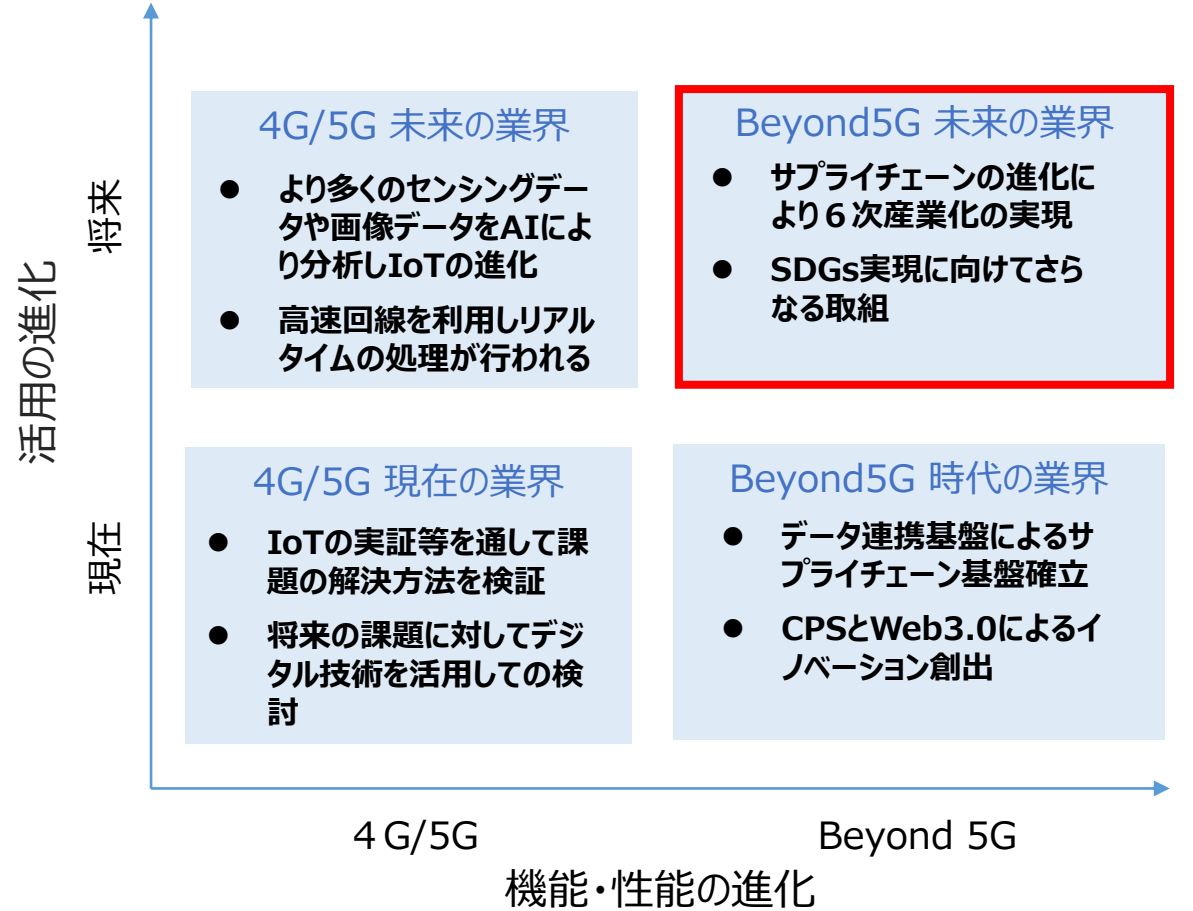 活用の進化
将来
現在
4G/5G 未来の業界
● より多くのセンシングデー
タや画像データをAIによ
り分析しIoTの進化
● 高速回線を利用しリアル
タイムの処理が行われる
Beyond5G 未来の業界
● サプライチェーンの進化に
より６次産業化の実現
● SDGs実現に向けてさら
なる取組
4G/5G 現在の業界
● IoTの実証等を通して課
題の解決方法を検証
● 将来の課題に対してデジ
タル技術を活用しての検
討
Beyond5G 時代の業界
● データ連携基盤によるサ
プライチェーン基盤確立
● CPSとWeb3.0によるイ
ノベーション創出
４G/5G
Beyond 5G
機能・性能の進化